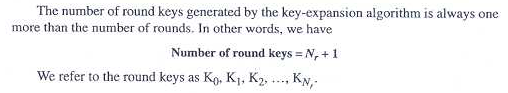 The number of round keys generated by the key-expansion algorithm is always one
more than the number of rounds. In other words, we have
Number of round keys = Nᵣ + 1
We refer to the round keys as K₀, K₁, K₂, ..., K_Nᵣ.